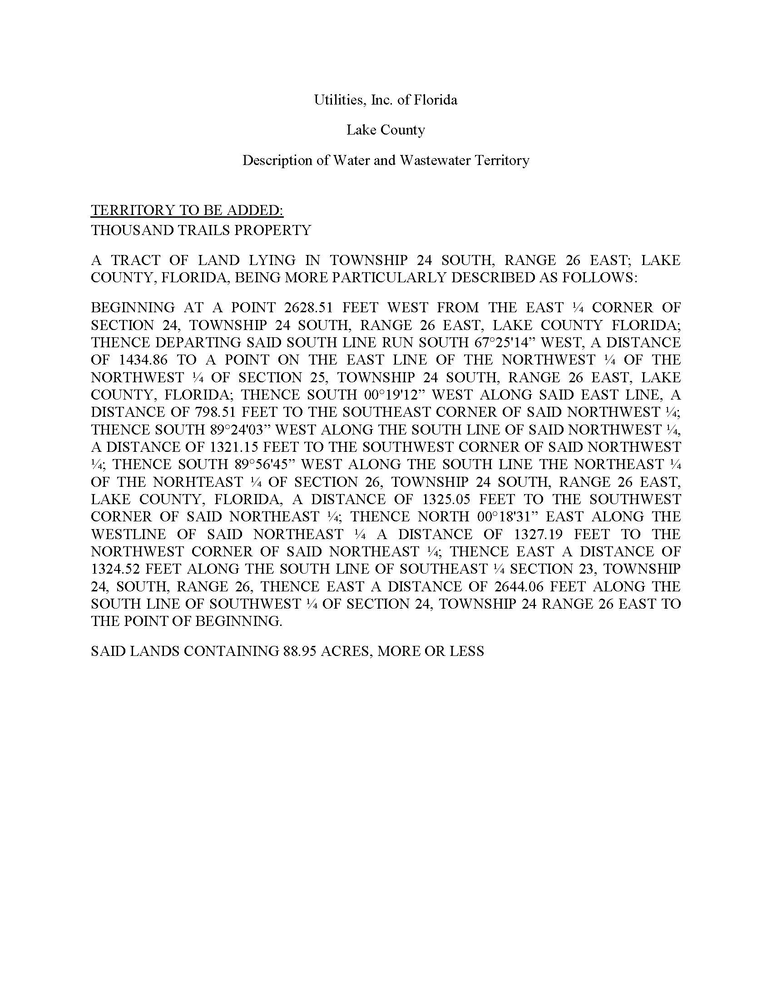 Utilities, Inc. of Florida
Lake County
Description of Water and Wastewater Territory
TERRITORY TO BE ADDED:
THOUSAND TRAILS PROPERTY
A TRACT OF LAND LYING IN TOWNSHIP 24 SOUTH, RANGE 26 EAST; LAKE
COUNTY, FLORIDA, BEING MORE PARTICULARLY DESCRIBED AS FOLLOWS:
BEGINNING AT A POINT 2628.51 FEET WEST FROM THE EAST ¼ CORNER OF
SECTION 24, TOWNSHIP 24 SOUTH, RANGE 26 EAST, LAKE COUNTY FLORIDA;
THENCE DEPARTING SAID SOUTH LINE RUN SOUTH 67°25'14” WEST, A DISTANCE
OF 1434.86 TO A POINT ON THE EAST LINE OF THE NORTHWEST ¼ OF THE
NORTHWEST ¼ OF SECTION 25, TOWNSHIP 24 SOUTH, RANGE 26 EAST, LAKE
COUNTY, FLORIDA; THENCE SOUTH 00°19'12” WEST ALONG SAID EAST LINE, A
DISTANCE OF 798.51 FEET TO THE SOUTHEAST CORNER OF SAID NORTHWEST ¼;
THENCE SOUTH 89°24'03” WEST ALONG THE SOUTH LINE OF SAID NORTHWEST ¼,
A DISTANCE OF 1321.15 FEET TO THE SOUTHWEST CORNER OF SAID NORTHWEST
¼; THENCE SOUTH 89°56'45” WEST ALONG THE SOUTH LINE THE NORTHEAST ¼
OF THE NORHTEAST ¼ OF SECTION 26, TOWNSHIP 24 SOUTH, RANGE 26 EAST,
LAKE COUNTY, FLORIDA, A DISTANCE OF 1325.05 FEET TO THE SOUTHWEST
CORNER OF SAID NORTHEAST ¼; THENCE NORTH 00°18'31” EAST ALONG THE
WESTLINE OF SAID NORTHEAST ¼ A DISTANCE OF 1327.19 FEET TO THE
NORTHWEST CORNER OF SAID NORTHEAST ¼; THENCE EAST A DISTANCE OF
1324.52 FEET ALONG THE SOUTH LINE OF SOUTHEAST ¼ SECTION 23, TOWNSHIP
24, SOUTH, RANGE 26, THENCE EAST A DISTANCE OF 2644.06 FEET ALONG THE
SOUTH LINE OF SOUTHWEST ¼ OF SECTION 24, TOWNSHIP 24 RANGE 26 EAST TO
THE POINT OF BEGINNING.
SAID LANDS CONTAINING 88.95 ACRES, MORE OR LESS